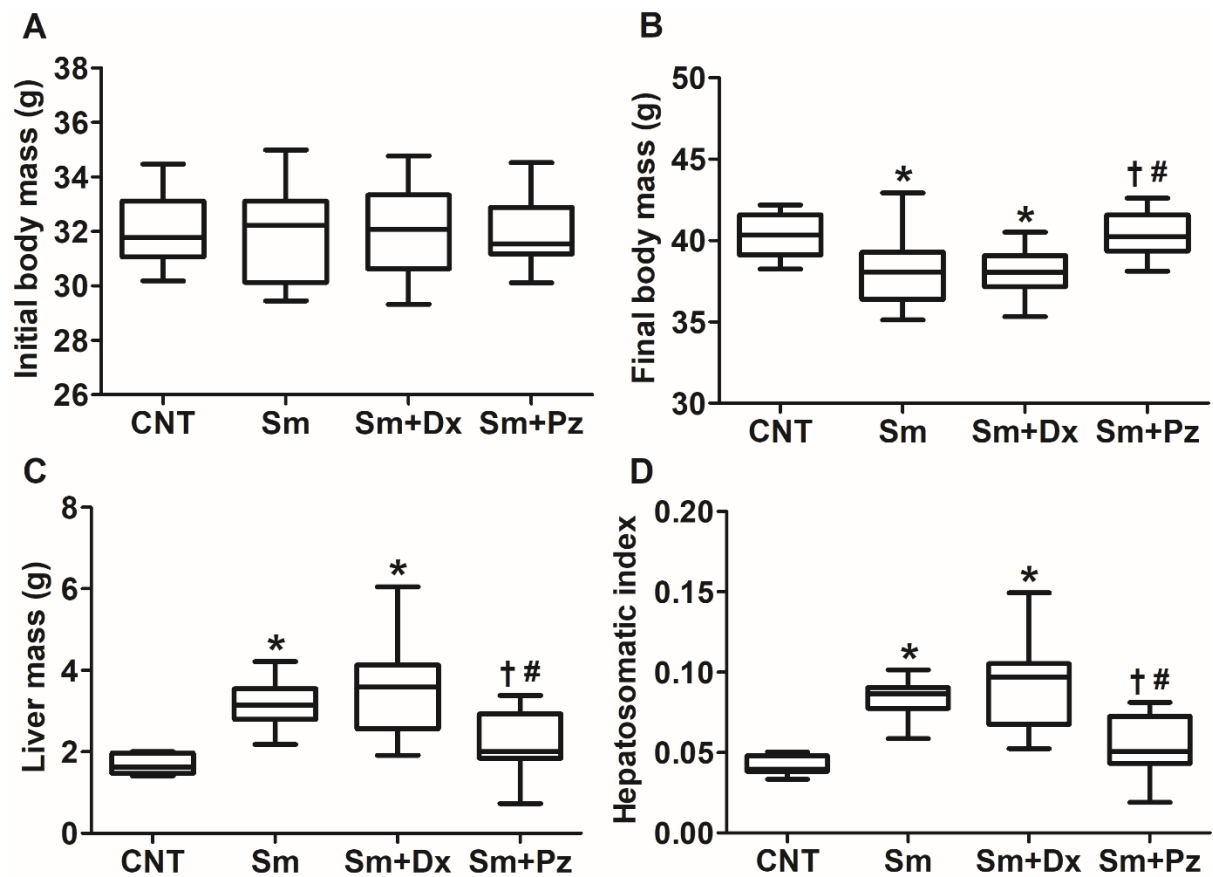 A
Initial body mass (g)
38
36
34
32
30
28
26
CNT Sm Sm+Dx Sm+Pz
B
Final body mass (g)
50
45
40
35
30
*
*
† #
CNT Sm Sm+Dx Sm+Pz
C
Liver mass (g)
8
6
4
2
0
*
*
† #
CNT Sm Sm+Dx Sm+Pz
D
Hepatosomatic index
0.20
0.15
0.10
0.05
0.00
*
*
† #
CNT Sm Sm+Dx Sm+Pz